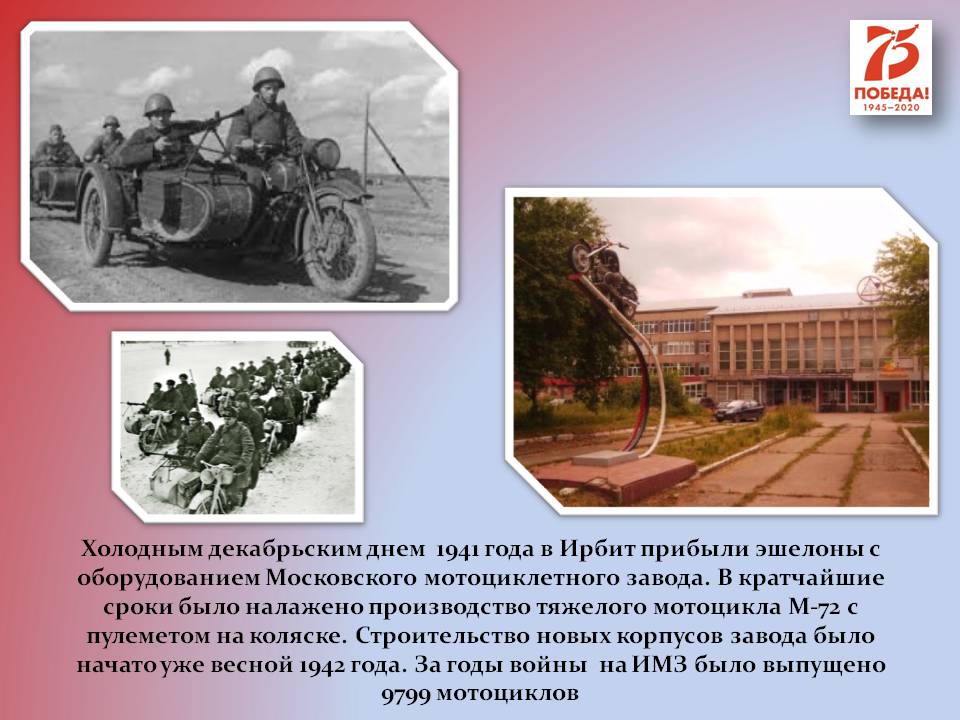 75
ПОБЕДА!
1945–2020
Холодным декабрьским днем 1941 года в Ирбит прибыли эшелоны с
оборудованием Московского мотоциклетного завода. В кратчайшие
сроки было налажено производство тяжелого мотоцикла М-72 с
пулеметом на коляске. Строительство новых корпусов завода было
начато уже весной 1942 года. За годы войны на ИМЗ было выпущено
9799 мотоциклов